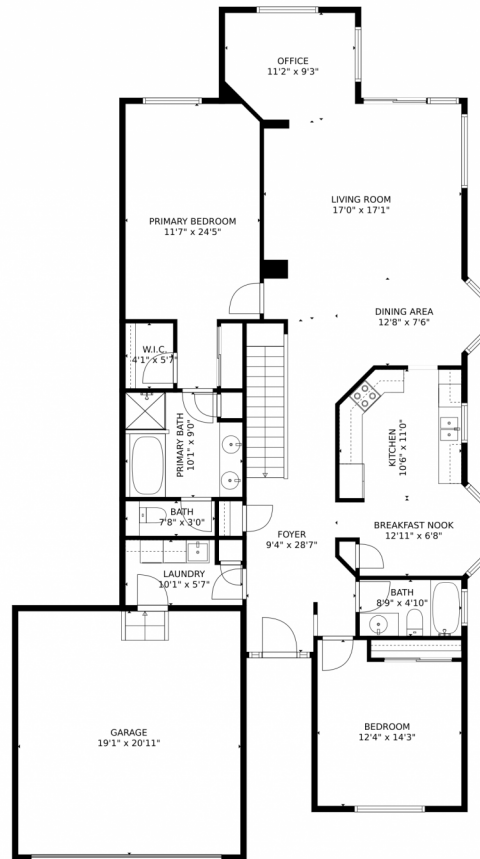 OFFICE
11'2" x 9'3"
LIVING ROOM
17'0" x 17'1"
PRIMARY BEDROOM
11'7" x 24'5"
DINING AREA
12'8" x 7'6"
W.I.C.
4'1" x 5'7"
PRIMARY BATH
10'1" x 9'0"
KITCHEN
10'6" x 11'0"
BATH
7'8" x 3'0"
FOYER
9'4" x 28'7"
BREAKFAST NOOK
12'11" x 6'8"
LAUNDRY
10'1" x 5'7"
BATH
8'9" x 4'10"
GARAGE
19'1" x 20'11"
BEDROOM
12'4" x 14'3"